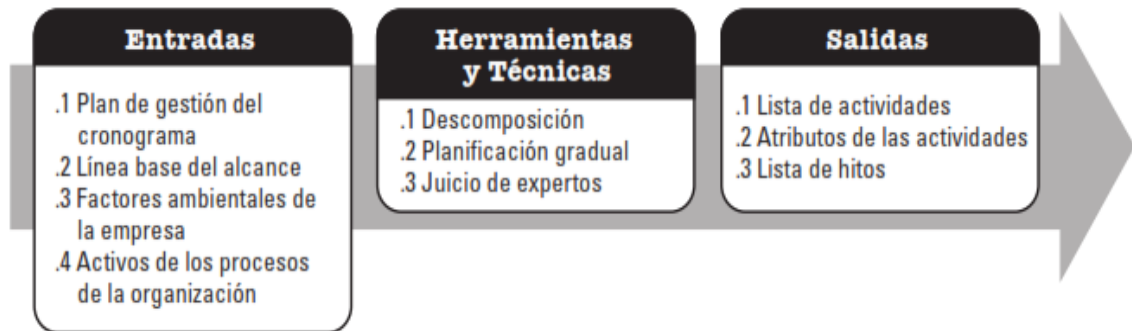 Entradas
.1 Plan de gestión del
cronograma
.2 Línea base del alcance
.3 Factores ambientales de
la empresa
.4 Activos de los procesos
de la organización
Herramientas
y Técnicas
.1 Descomposición
.2 Planificación gradual
.3 Juicio de expertos
Salidas
.1 Lista de actividades
.2 Atributos de las actividades
.3 Lista de hitos